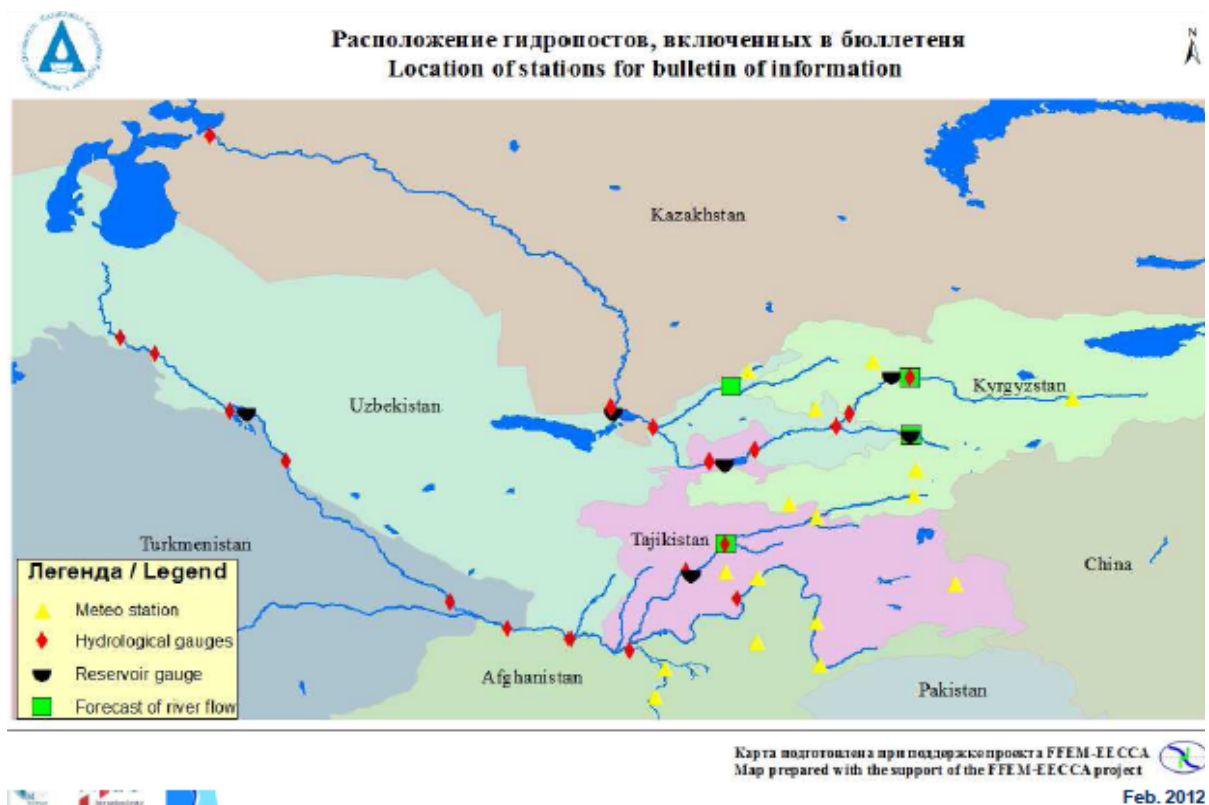 Расположение гидропостов, включенных в бюллетеня
Location of stations for bulletin of information
N
Kazakhstan
Uzbekistan
Kyrgyzstan
Turkmenistan
Tajikistan
China
Afghanistan
Pakistan
Легенда / Legend
Meteo station
Hydrological gauges
Reservoir gauge
Forecast of river flow
Карта подготовлена при поддержке проекта FFEM-EECCA
Map prepared with the support of the FFEM-EECCA project
Feb. 2012